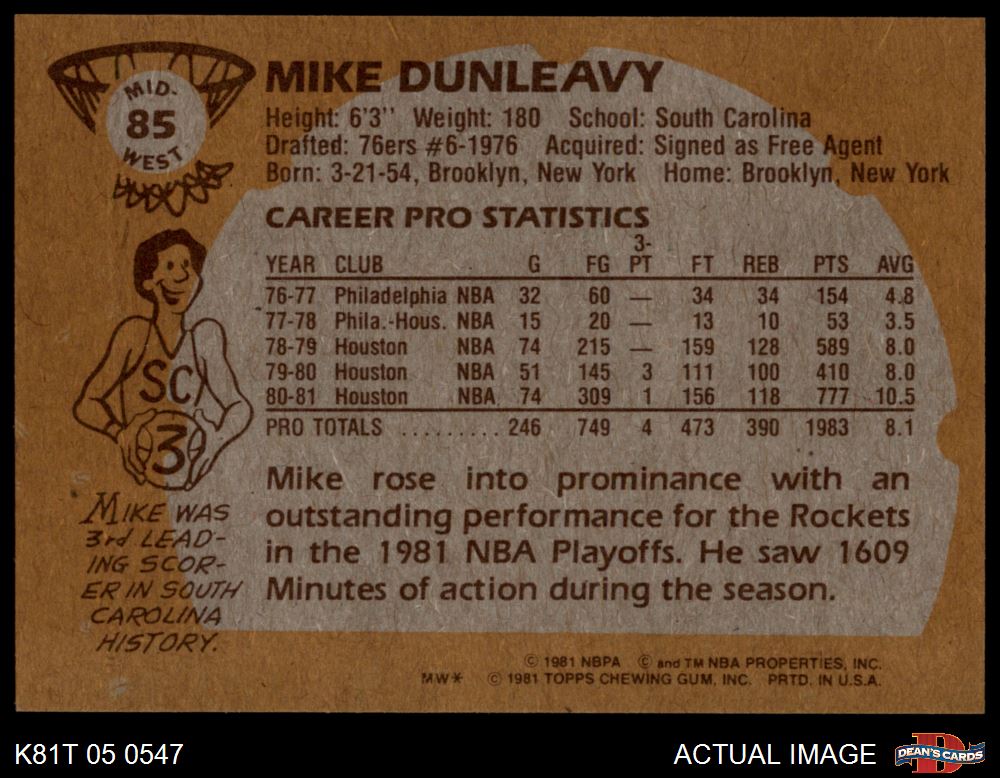 MID-
85
WEST
MIKE DUNLEAVY
Height: 6'3'' Weight: 180 School: South Carolina
Drafted: 76ers #6-1976 Acquired: Signed as Free Agent
Born: 3-21-54, Brooklyn, New York Home: Brooklyn, New York
CAREER PRO STATISTICS
YEAR CLUB G FG 3-PT FT REB PTS AVG
76-77 Philadelphia NBA 32 60 — 34 34 154 4.8
77-78 Phila.-Hous. NBA 15 20 — 13 10 53 3.5
78-79 Houston NBA 74 215 — 159 128 589 8.0
79-80 Houston NBA 51 145 3 111 100 410 8.0
80-81 Houston NBA 74 309 1 156 118 777 10.5
PRO TOTALS .......... 246 749 4 473 390 1983 8.1
SC
3
MIKE WAS
3rd LEAD-
ING SCOR-
ER IN SOUTH
CAROLINA
HISTORY.
Mike rose into prominance with an
outstanding performance for the Rockets
in the 1981 NBA Playoffs. He saw 1609
Minutes of action during the season.
© 1981 NBPA © and TM NBA PROPERTIES, INC.
MW* © 1981 TOPPS CHEWING GUM, INC. PRTD. IN U.S.A.
K81T 05 0547
ACTUAL IMAGE
D
DEAN'S CARDS